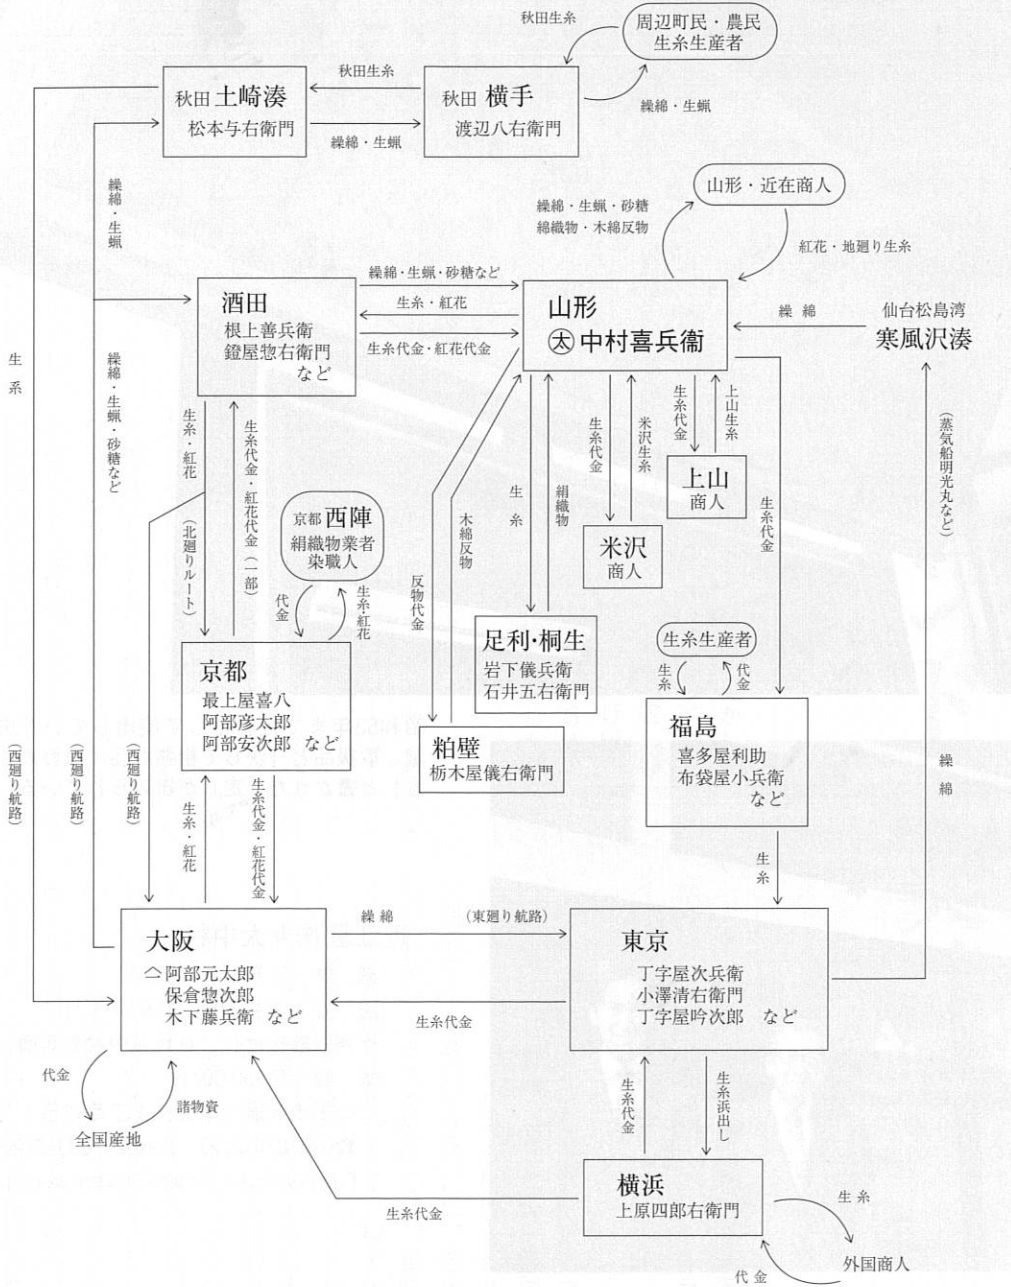 秋田生糸
周辺町民・農民
生糸生産者
繰綿・生蝋
秋田 土崎湊
松本与右衛門
秋田生糸
繰綿・生蝋
秋田 横手
渡辺八右衛門
山形・近在商人
繰綿・生蝋・砂糖
綿織物・木綿反物
紅花・地廻り生糸
繰綿・生蝋
酒田
根上善兵衛
鐙屋惣右衛門
など
繰綿・生蝋・砂糖など
生糸・紅花
生糸代金・紅花代金
山形
太 中村喜兵衞
繰綿
仙台松島湾
寒風沢湊
(蒸気船明光丸など)
繰綿
生糸
繰綿・生蝋・砂糖など
生糸・紅花
(北廻りルート)
生糸代金・紅花代金(一部)
京都 西陣
絹織物業者
染職人
代金
生糸・紅花
反物代金
木綿反物
生糸
絹織物
生糸代金
米沢生糸
生糸代金
上山生糸
上山
商人
米沢
商人
生糸代金
足利・桐生
岩下儀兵衛
石井五右衛門
粕壁
栃木屋儀右衛門
生糸生産者
生糸
代金
福島
喜多屋利助
布袋屋小兵衛
など
生糸
京都
最上屋喜八
阿部彦太郎
阿部安次郎 など
(西廻り航路)
(西廻り航路)
(西廻り航路)
生糸・紅花
生糸代金・紅花代金
大阪
阿部元太郎
保倉惣次郎
木下藤兵衛 など
繰綿
(東廻り航路)
生糸代金
東京
丁字屋次兵衛
小澤清右衛門
丁字屋吟次郎 など
代金
諸物資
全国産地
生糸代金
生糸浜出し
横浜
上原四郎右衛門
生糸代金
生糸
外国商人
代金